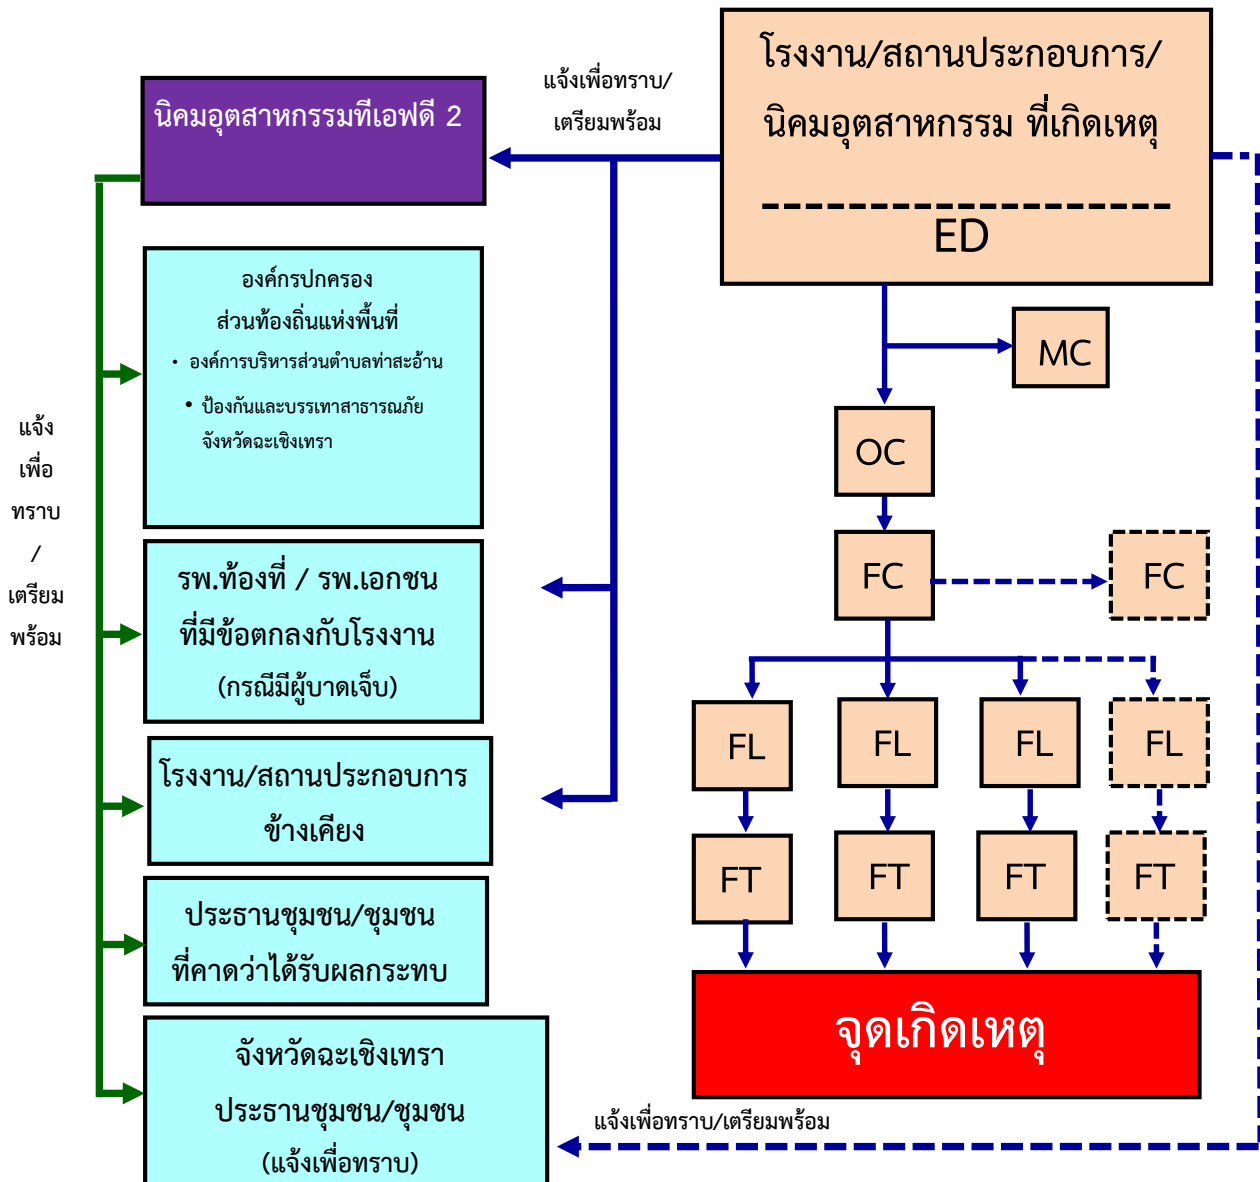 โรงงาน/สถานประกอบการ/
นิคมอุตสาหกรรม ที่เกิดเหตุ
ED
แจ้งเพื่อทราบ/
เตรียมพร้อม
นิคมอุตสาหกรรมทีเอฟดี 2
องค์กรปกครอง
ส่วนท้องถิ่นแห่งพื้นที่
• องค์การบริหารส่วนตำบลท่าสะอ้าน
• ป้องกันและบรรเทาสาธารณภัย
จังหวัดฉะเชิงเทรา
แจ้ง
เพื่อ
ทราบ
/
เตรียม
พร้อม
รพ.ท้องที่ / รพ.เอกชน
ที่มีข้อตกลงกับโรงงาน
(กรณีมีผู้บาดเจ็บ)
โรงงาน/สถานประกอบการ
ข้างเคียง
ประธานชุมชน/ชุมชน
ที่คาดว่าได้รับผลกระทบ
จังหวัดฉะเชิงเทรา
ประธานชุมชน/ชุมชน
(แจ้งเพื่อทราบ)
MC
OC
FC
FC
FL
FL
FL
FL
FT
FT
FT
FT
จุดเกิดเหตุ
แจ้งเพื่อทราบ/เตรียมพร้อม